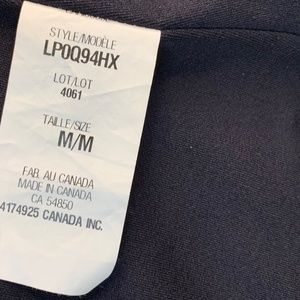 STYLE/MODÈLE
LP0Q94HX
LOT/LOT
4061
TAILLE/SIZE
M/M
FAB. AU CANADA
MADE IN CANADA
CA 54850
4174925 CANADA INC.